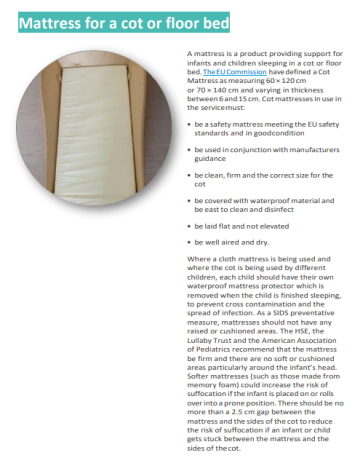 Mattress for a cot or floor bed
A mattress is a product providing support for
infants and children sleeping in a cot or floor
bed. The EU Commission have defined a Cot
Mattress as measuring 60 × 120 cm
or 70 × 140 cm and varying in thickness
between 6 and 15 cm. Cot mattresses in use in
the service must:
• be a safety mattress meeting the EU safety
standards and in goodcondition
• be used in conjunction with manufacturers
guidance
• be clean, firm and the correct size for the
cot
• be covered with waterproof material and
be east to clean and disinfect
• be laid flat and not elevated
• be well aired and dry.
Where a cloth mattress is being used and
where the cot is being used by different
children, each child should have their own
waterproof mattress protector which is
removed when the child is finished sleeping,
to prevent cross contamination and the
spread of infection. As a SIDS preventative
measure, mattresses should not have any
raised or cushioned areas. The HSE, the
Lullaby Trust and the American Association
of Pediatrics recommend that the mattress
be firm and there are no soft or cushioned
areas particularly around the infant's head.
Softer mattresses (such as those made from
memory foam) could increase the risk of
suffocation if the infant is placed on or rolls
over into a prone position. There should be no
more than a 2.5 cm gap between the
mattress and the sides of the cot to reduce
the risk of suffocation if an infant or child
gets stuck between the mattress and the
sides of the cot.